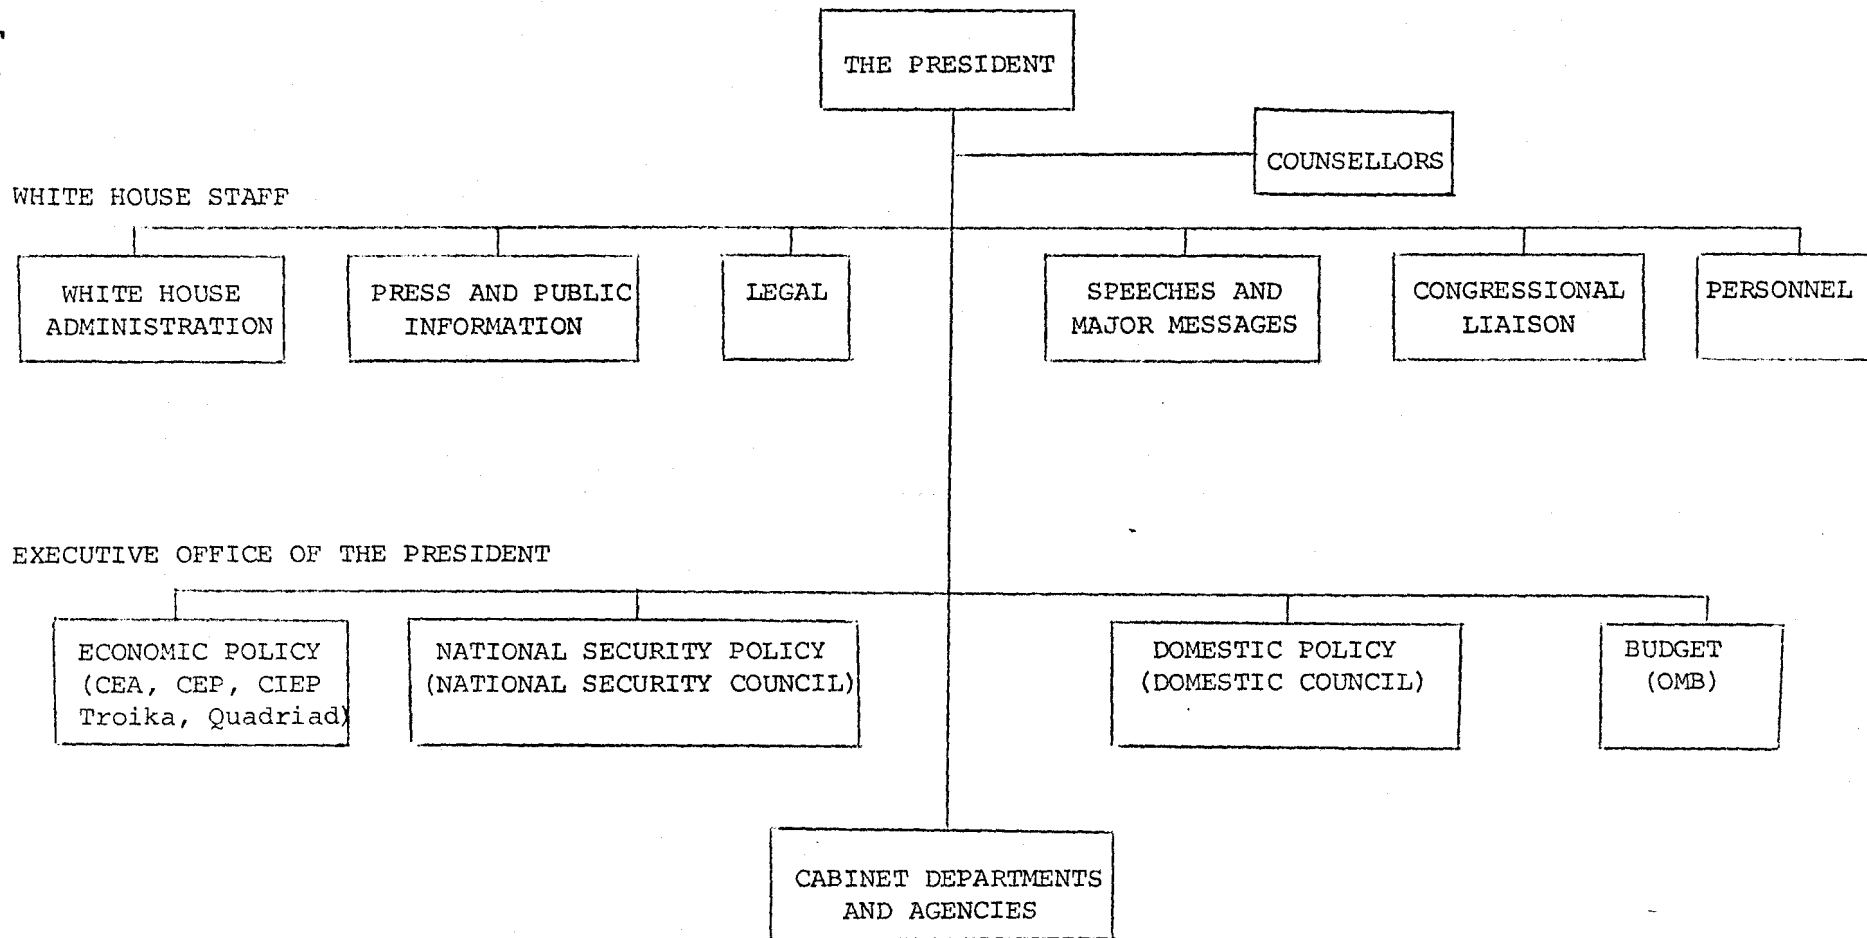 THE PRESIDENT
COUNSELLORS
WHITE HOUSE STAFF
WHITE HOUSE
ADMINISTRATION
PRESS AND PUBLIC
INFORMATION
LEGAL
SPEECHES AND
MAJOR MESSAGES
CONGRESSIONAL
LIAISON
PERSONNEL
EXECUTIVE OFFICE OF THE PRESIDENT
ECONOMIC POLICY
(CEA, CEP, CIEP
Troika, Quadriad)
NATIONAL SECURITY POLICY
(NATIONAL SECURITY COUNCIL)
DOMESTIC POLICY
(DOMESTIC COUNCIL)
BUDGET
(OMB)
CABINET DEPARTMENTS
AND AGENCIES